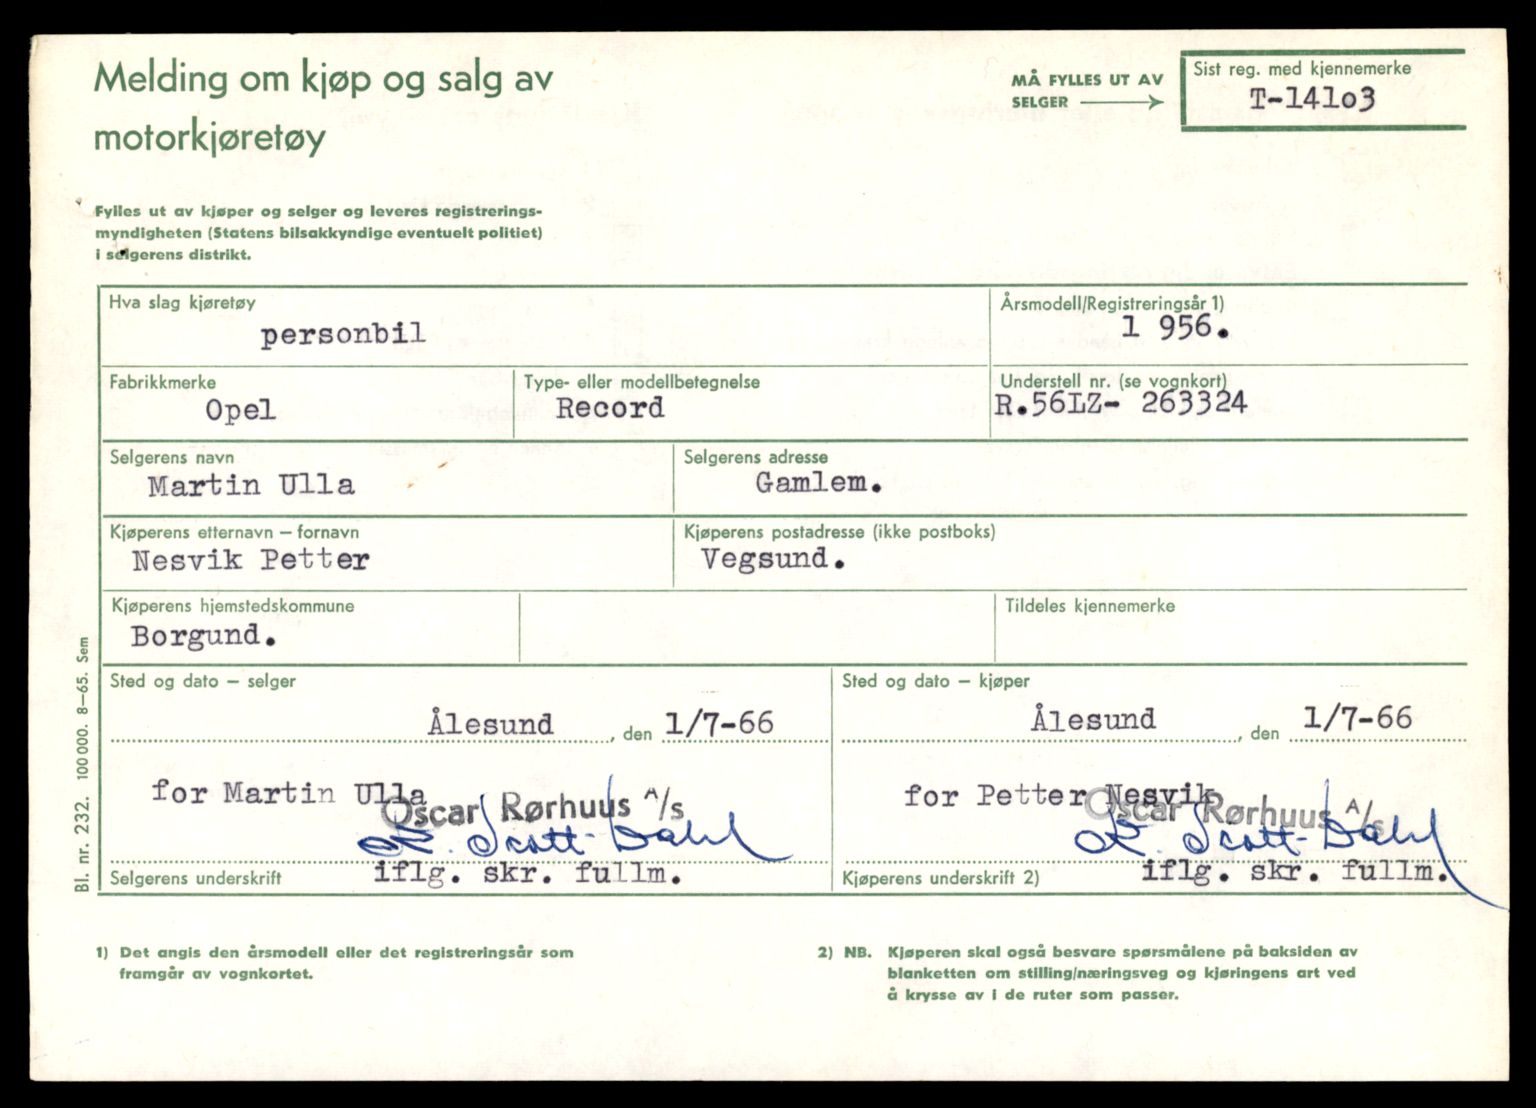 Melding om kjøp og salg av
motorkjøretøy
MÅ FYLLES UT AV
SELGER
Sist reg. med kjennemerke
T-14103
Fylles ut av kjøper og selger og leveres registrerings-
myndigheten (Statens bilsakkyndige eventuelt politiet)
i selgerens distrikt.
Hva slag kjøretøy
personbil
Årsmodell/Registreringsår 1)
1 956.
Fabrikkmerke
Opel
Type- eller modellbetegnelse
Record
Understell nr. (se vognkort)
R.56LZ- 263324
Selgerens navn
Martin Ulla
Selgerens adresse
Gamlem.
Kjøperens etternavn – fornavn
Nesvik Petter
Kjøperens postadresse (ikke postboks)
Vegsund.
Kjøperens hjemstedskommune
Borgund.
Tildeles kjennemerke
Sted og dato – selger
Ålesund , den 1/7-66
Sted og dato – kjøper
Ålesund , den 1/7-66
for Martin Ulla
Oscar Rørhuus A/s
Scott-Dahl
Selgerens underskrift iflg. skr. fullm.
for Petter Nesvik
Oscar Rørhuus A/s
Scott-Dahl
Kjøperens underskrift 2) iflg. skr. fullm.
Bl. nr. 232. 100 000. 8–65. Sem
1) Det angis den årsmodell eller det registreringsår som
framgår av vognkortet.
2) NB. Kjøperen skal også besvare spørsmålene på baksiden av
blanketten om stilling/næringsveg og kjøringens art ved
å krysse av i de ruter som passer.